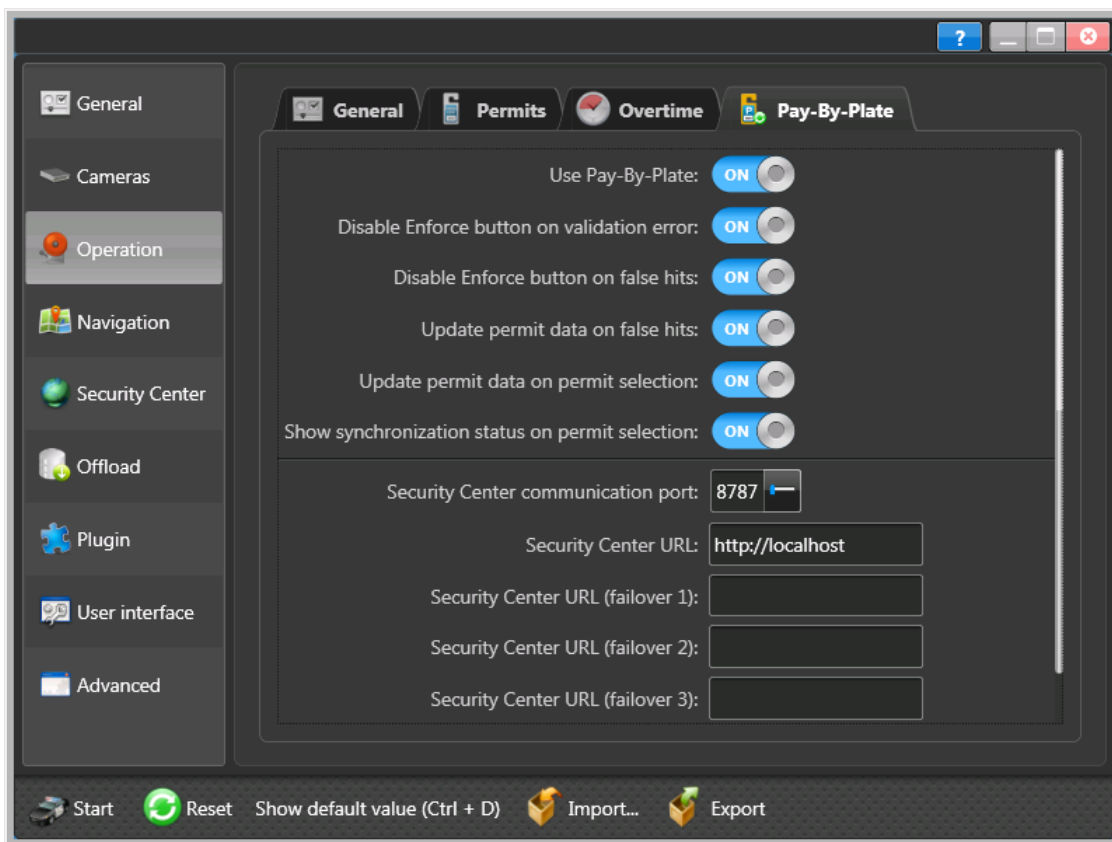 ?
General
Cameras
Operation
Navigation
Security Center
Offload
Plugin
User interface
Advanced
General Permits Overtime Pay-By-Plate
Use Pay-By-Plate: ON
Disable Enforce button on validation error: ON
Disable Enforce button on false hits: ON
Update permit data on false hits: ON
Update permit data on permit selection: ON
Show synchronization status on permit selection: ON
Security Center communication port: 8787
Security Center URL: http://localhost
Security Center URL (failover 1):
Security Center URL (failover 2):
Security Center URL (failover 3):
Start Reset Show default value (Ctrl + D) Import... Export